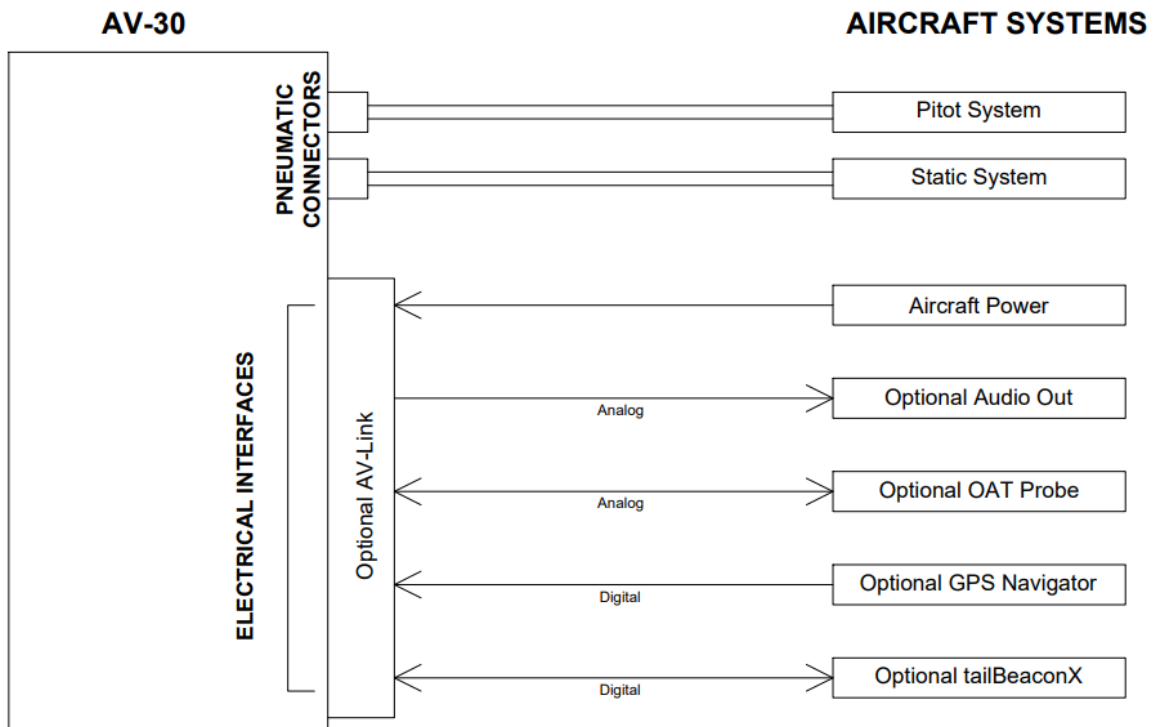 AV-30
AIRCRAFT SYSTEMS
PNEUMATIC
CONNECTORS
Pitot System
Static System
ELECTRICAL INTERFACES
Optional AV-Link
Aircraft Power
Analog
Optional Audio Out
Analog
Optional OAT Probe
Digital
Optional GPS Navigator
Digital
Optional tailBeaconX